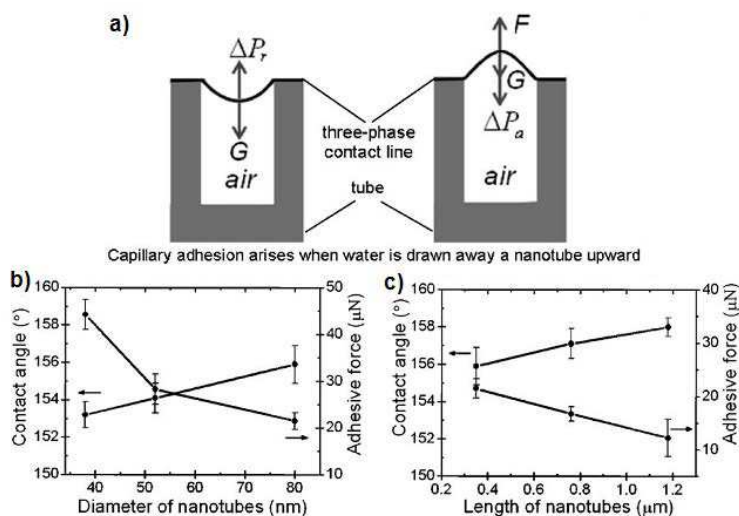 a)
ΔPr
G
air
three-phase
contact line
tube
F
G
ΔPa
air
Capillary adhesion arises when water is drawn away a nanotube upward
b)
Contact angle (°)
160
158
156
154
152
150
40 50 60 70 80
Diameter of nanotubes (nm)
50
40
30
20
10
Adhesive force (μN)
c)
Contact angle (°)
160
158
156
154
152
150
0.2 0.4 0.6 0.8 1.0 1.2
Length of nanotubes (μm)
40
30
20
10
Adhesive force (μN)